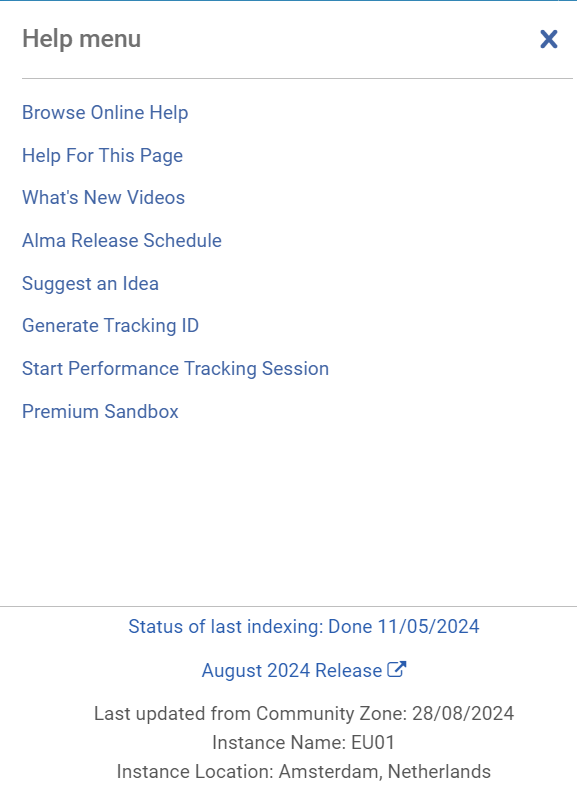 Help menu
Browse Online Help
Help For This Page
What's New Videos
Alma Release Schedule
Suggest an Idea
Generate Tracking ID
Start Performance Tracking Session
Premium Sandbox
Status of last indexing: Done 11/05/2024
August 2024 Release
Last updated from Community Zone: 28/08/2024
Instance Name: EU01
Instance Location: Amsterdam, Netherlands